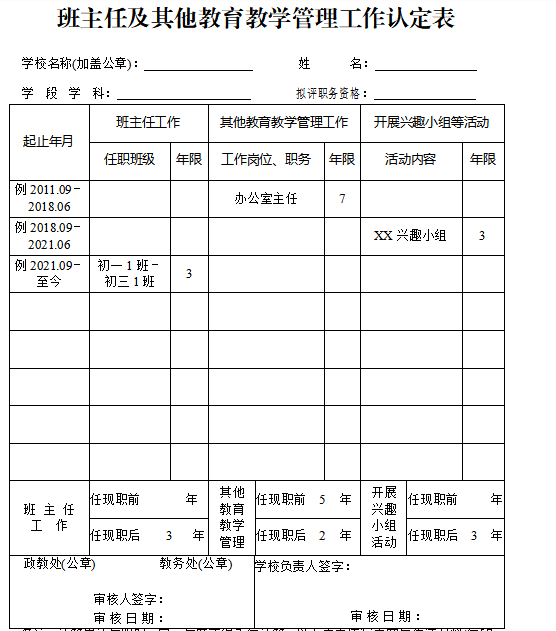 班主任及其他教育教学管理工作认定表
学校名称(加盖公章)： 姓 名：
学 段 学 科： 拟评职务资格：
起止年月 班主任工作 其他教育教学管理工作 开展兴趣小组等活动
任职班级 年限 工作岗位、职务 年限 活动内容 年限
例 2011.09－
2018.06 办公室主任 7
例 2018.09－
2021.06 XX 兴趣小组 3
例 2021.09－
至今 初一 1 班－
初三 1 班 3
班 主 任
工 作
任现职前 年
任现职后 3 年
其他
教育
教学
管理
任现职前 5 年
任现职后 2 年
开展
兴趣
小组
活动
任现职前 年
任现职后 3 年
政教处(公章) 教务处(公章)
审核人签字：
审 核 日 期：
学校负责人签字：
审 核 日 期：